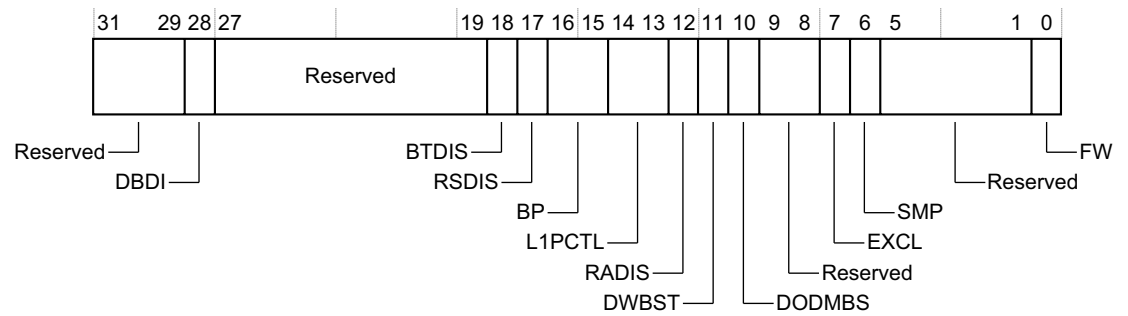 31 29 28 27 19 18 17 16 15 14 13 12 11 10 9 8 7 6 5 1 0
Reserved
Reserved BTDIS FW
DBDI RSDIS Reserved
BP SMP
L1PCTL EXCL
RADIS Reserved
DWBST DODMBS